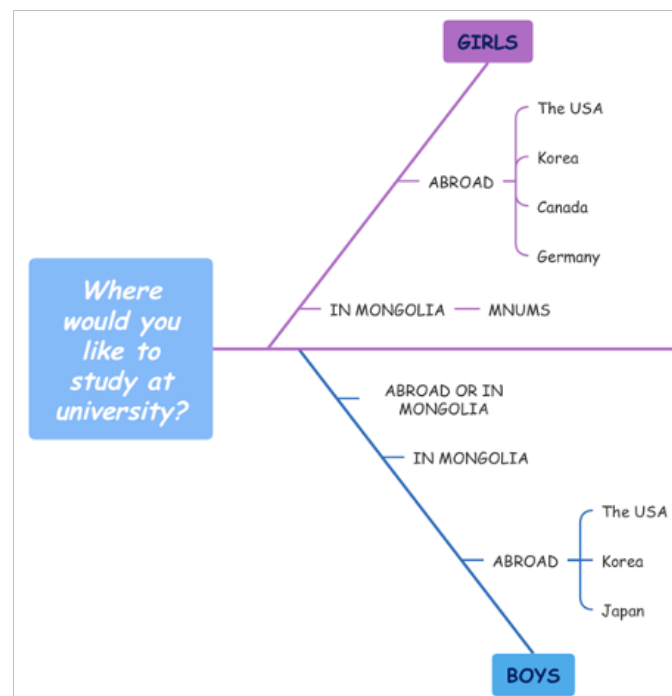 GIRLS
The USA
Korea
ABROAD
Canada
Germany
IN MONGOLIA
MNUMS
Where
would you
like to
study at
university?
ABROAD OR IN
MONGOLIA
IN MONGOLIA
The USA
ABROAD
Korea
Japan
BOYS